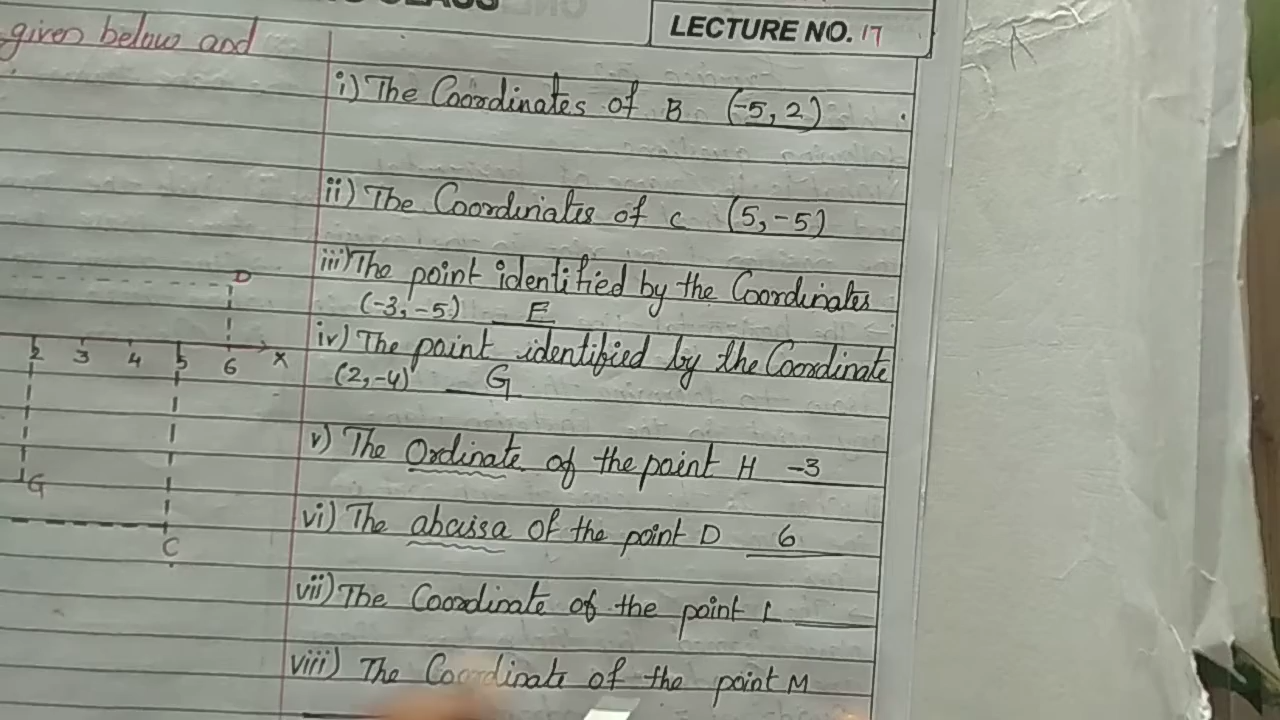 LECTURE NO. 17
given below and
i) The Coordinates of B (-5, 2)
ii) The Coordinates of C (5, -5)
iii) The point identified by the Coordinates
(-3, -5) E
iv) The point identified by the Coordinate
(2, -4) G
v) The Ordinate of the point H -3
vi) The abcissa of the point D 6
vii) The Coordinate of the point L
viii) The Coordinate of the point M
D
2 3 4 5 6 X
G
C